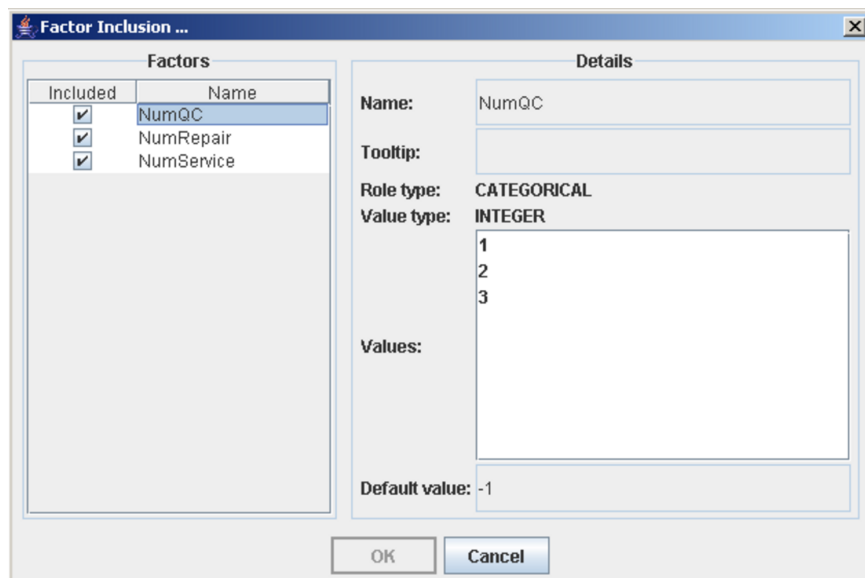 Factor Inclusion ...
Factors
Included Name
NumQC
NumRepair
NumService
Details
Name: NumQC
Tooltip:
Role type: CATEGORICAL
Value type: INTEGER
Values:
1
2
3
Default value: -1
OK Cancel